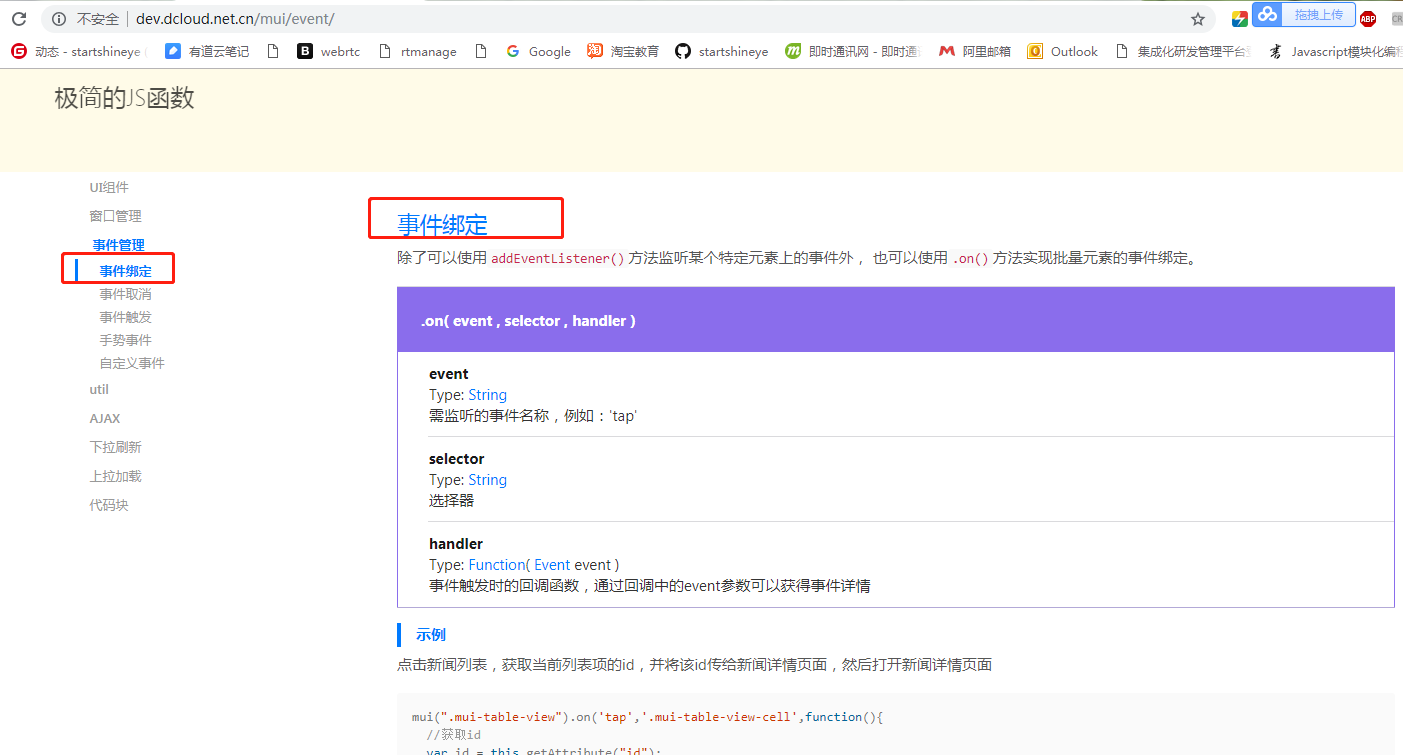 不安全 dev.dcloud.net.cn/mui/event/
拖拽上传
ABP
动态 - startshineye
有道云笔记
B webrtc
rtmanage
Google
淘 淘宝教育
startshineye
即时通讯网 - 即时通
阿里邮箱
Outlook
集成化研发管理平台
Javascript模块化编程
极简的JS函数
UI组件
窗口管理
事件管理
事件绑定
事件取消
事件触发
手势事件
自定义事件
util
AJAX
下拉刷新
上拉加载
代码块
事件绑定
除了可以使用 addEventListener() 方法监听某个特定元素上的事件外， 也可以使用 .on() 方法实现批量元素的事件绑定。
.on( event , selector , handler )
event
Type: String
需监听的事件名称，例如：'tap'
selector
Type: String
选择器
handler
Type: Function( Event event )
事件触发时的回调函数，通过回调中的event参数可以获得事件详情
示例
点击新闻列表，获取当前列表项的id，并将该id传给新闻详情页面，然后打开新闻详情页面
mui(".mui-table-view").on('tap','.mui-table-view-cell',function(){
//获取id
var id = this.getAttribute("id");